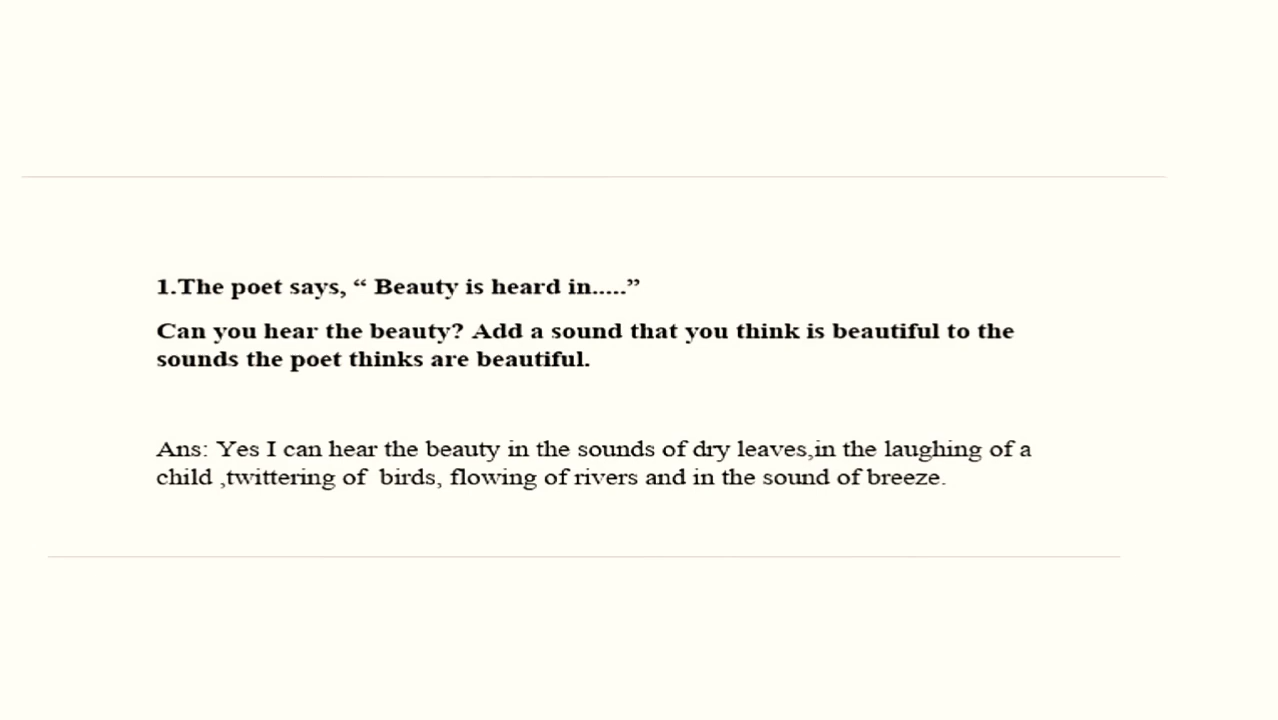 1.The poet says, “ Beauty is heard in.....”
Can you hear the beauty? Add a sound that you think is beautiful to the
sounds the poet thinks are beautiful.
Ans: Yes I can hear the beauty in the sounds of dry leaves,in the laughing of a
child ,twittering of  birds, flowing of rivers and in the sound of breeze.